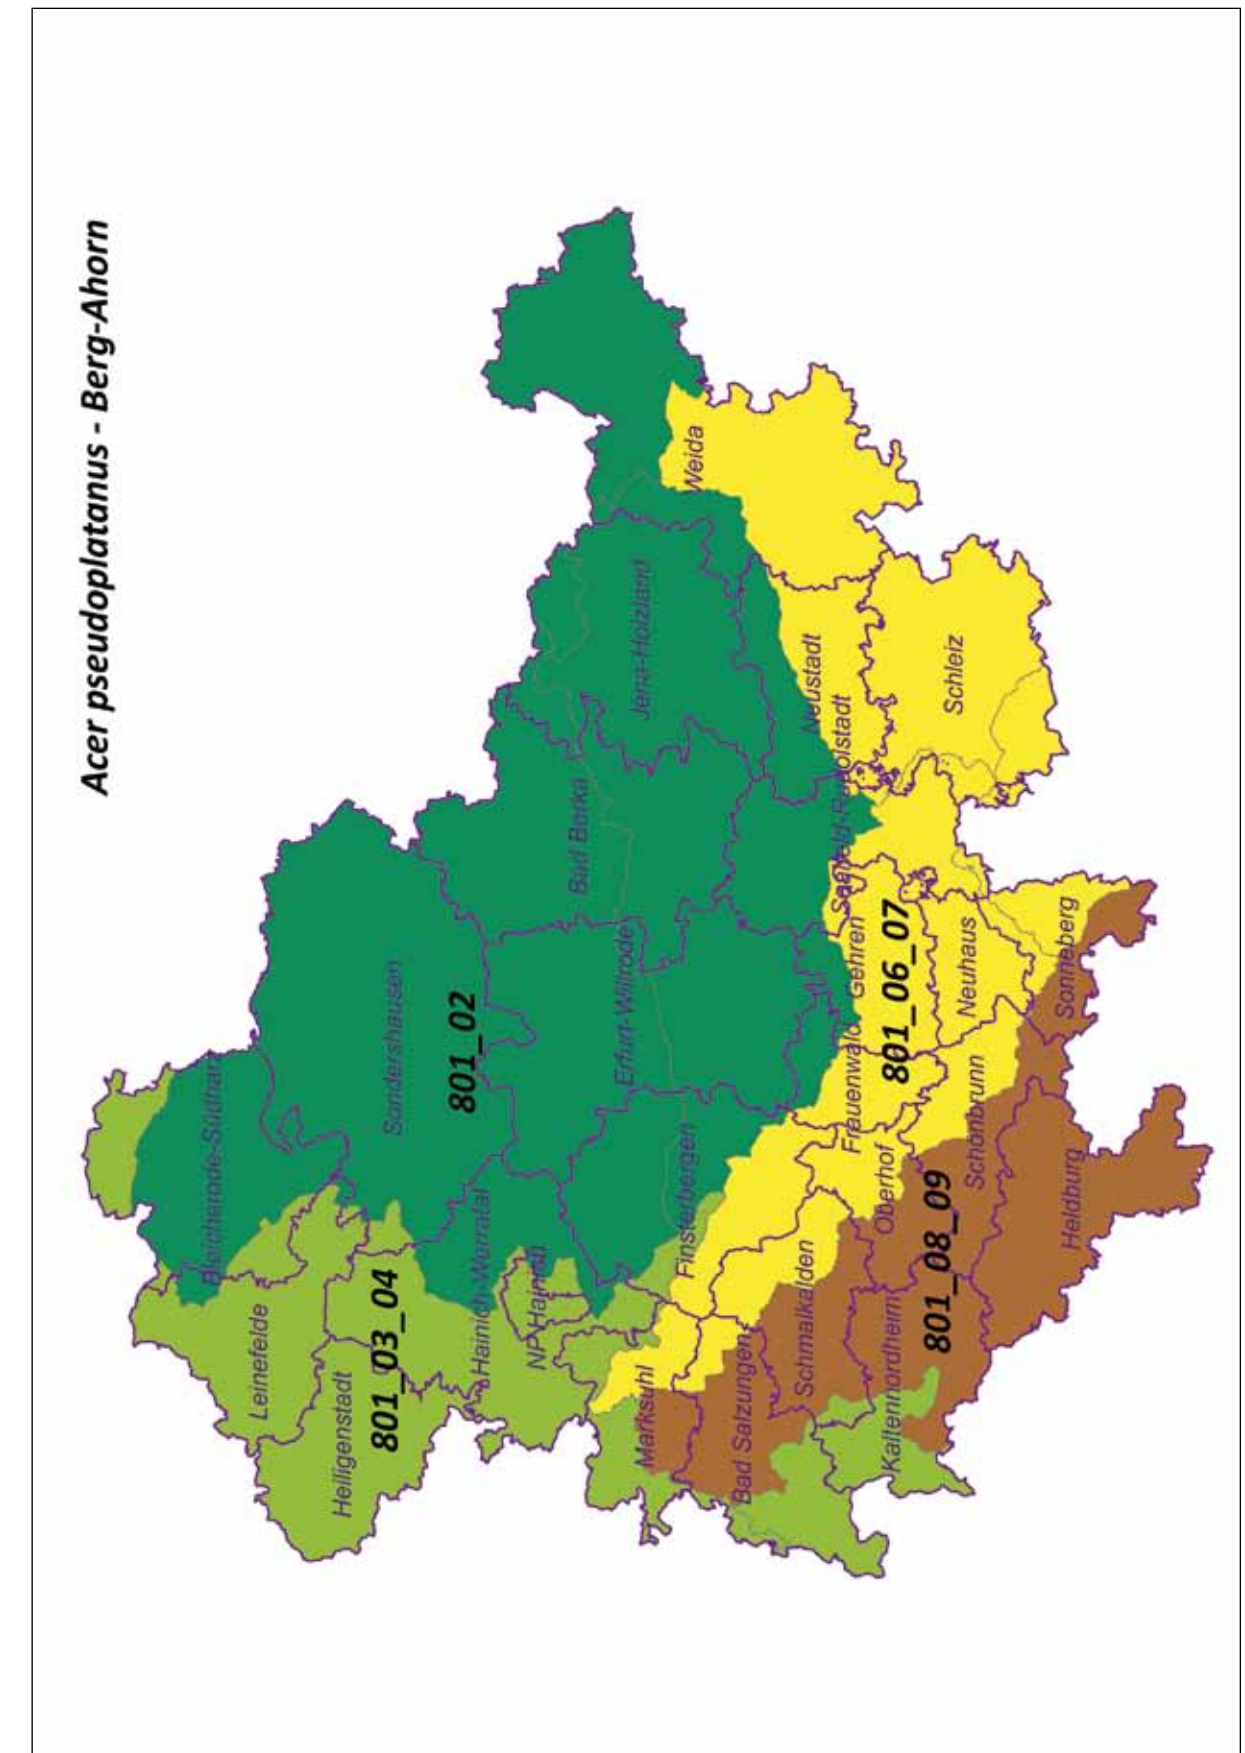 Acer pseudoplatanus - Berg-Ahorn
Bleicherode-Südharz
Leinefelde
Heiligenstadt
801_03_04
Sondershausen
801_02
Hainich-Werratal
NP Hainich
Bad Berka
Erfurt-Willrode
Jena-Holzland
Weida
Finsterbergen
Marksuhl
Bad Salzungen
Schmalkalden
Neustadt
Saalfeld-Rudolstadt
Gehren
Frauenwald
801_06_07
Oberhof
Kaltennordheim
801_08_09
Schleiz
Neuhaus
Schönbrunn
Sonneberg
Heldburg